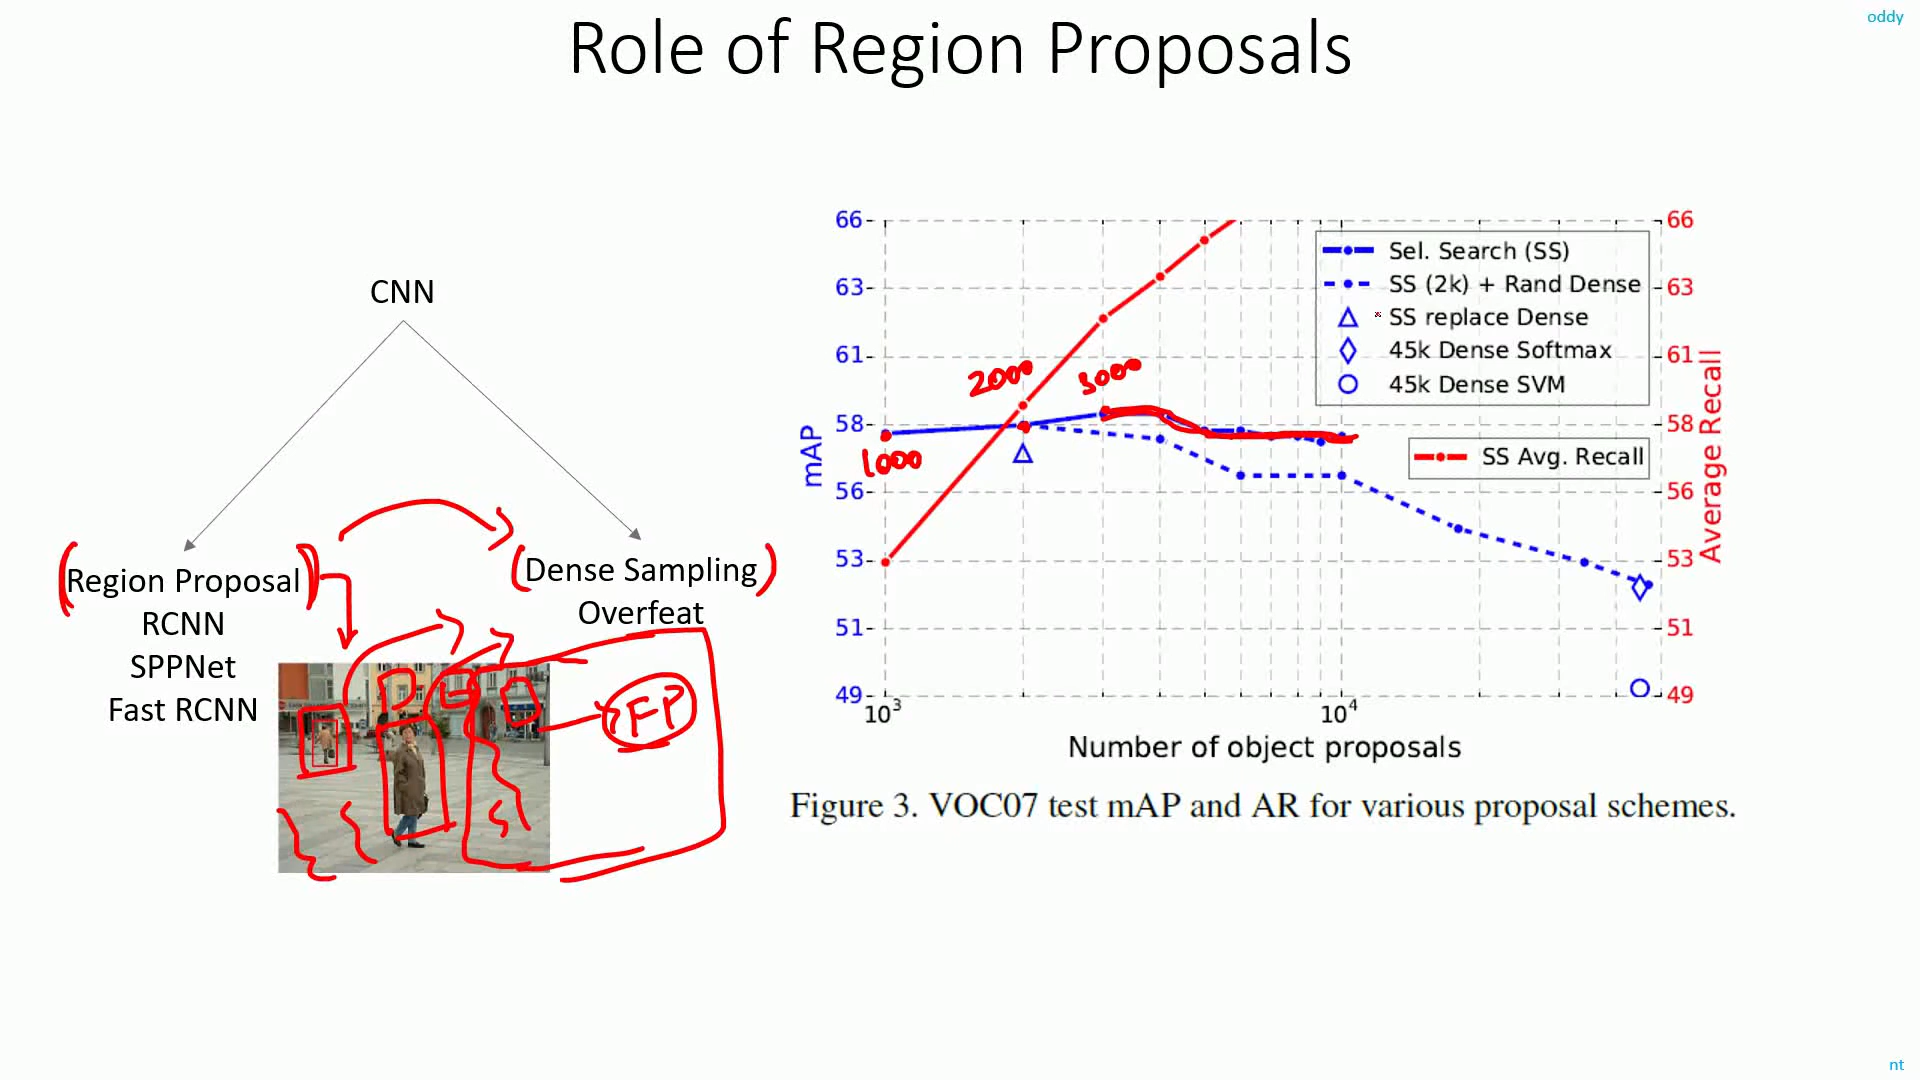 Role of Region Proposals
oddy
CNN
Region Proposal
RCNN
SPPNet
Fast RCNN
Dense Sampling
Overfeat
FP
66
63
61
58
56
53
51
49
mAP
2000
3000
1000
Sel. Search (SS)
SS (2k) + Rand Dense
SS replace Dense
45k Dense Softmax
45k Dense SVM
SS Avg. Recall
66
63
61
58
56
53
51
49
Average Recall
10³
10⁴
Number of object proposals
Figure 3. VOC07 test mAP and AR for various proposal schemes.
nt